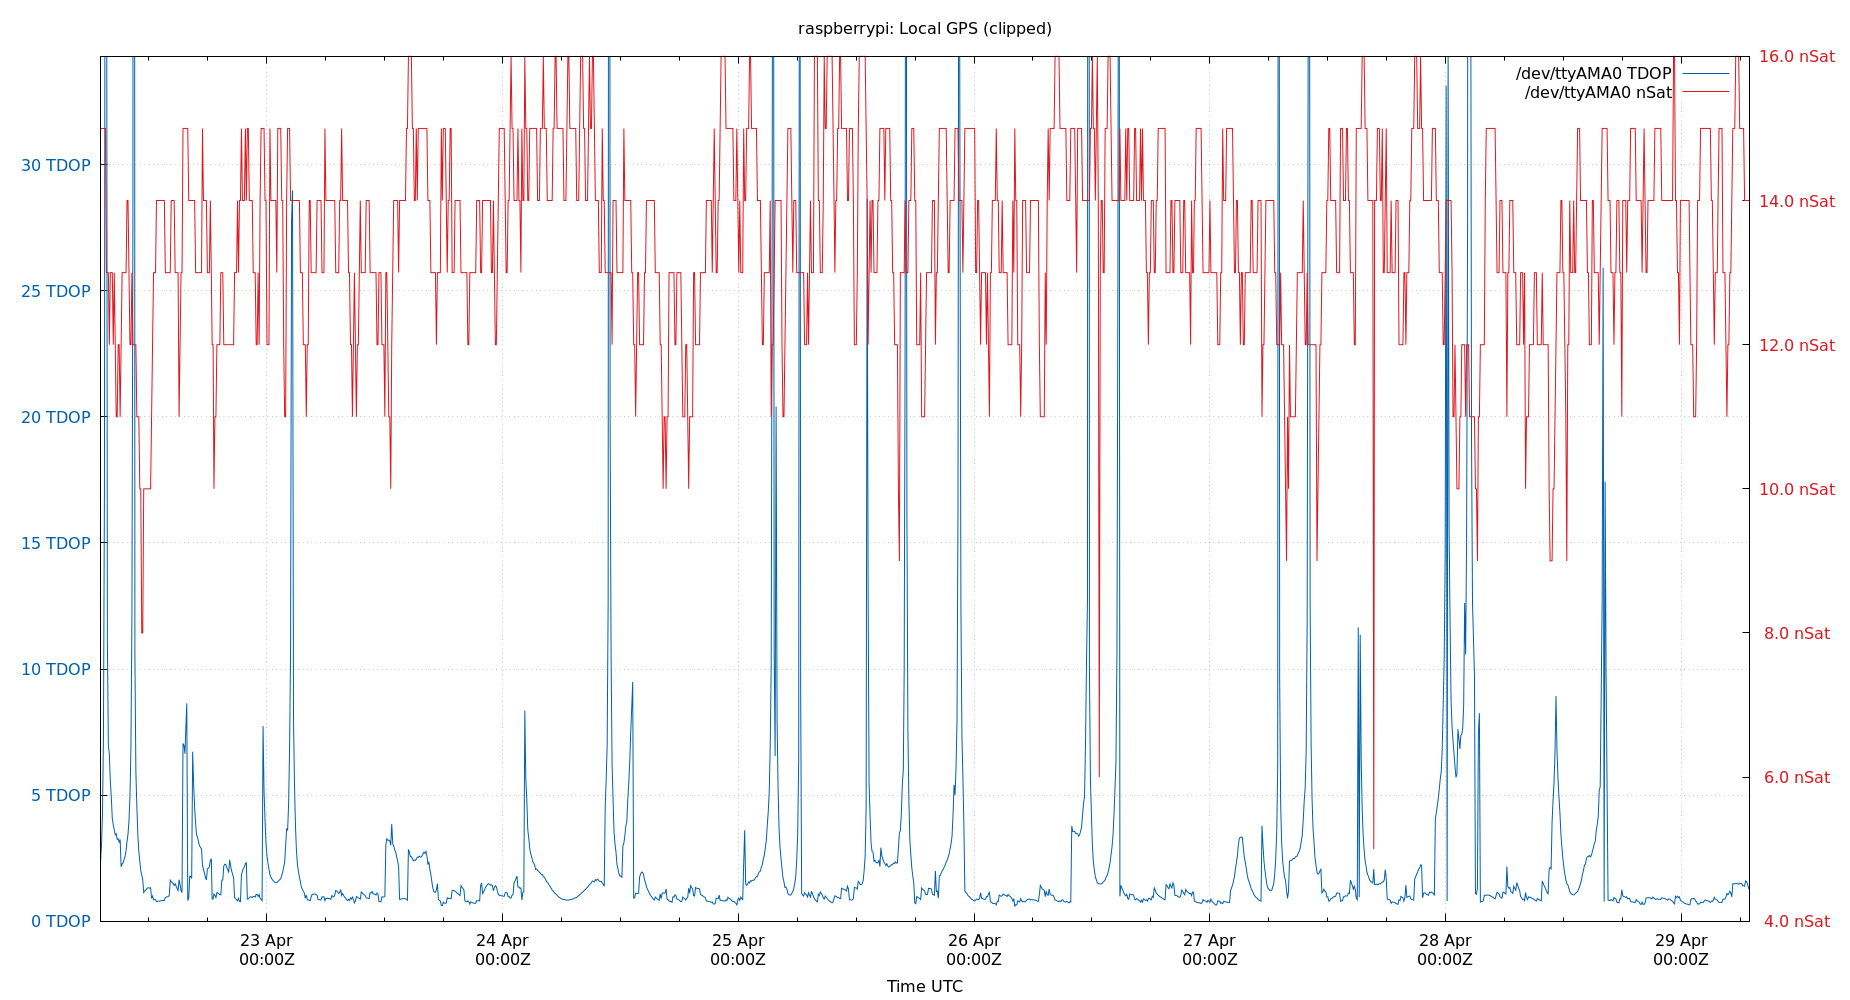 raspberrypi: Local GPS (clipped)
16.0 nSat
/dev/ttyAMA0 TDOP
/dev/ttyAMA0 nSat
30 TDOP
14.0 nSat
25 TDOP
12.0 nSat
20 TDOP
10.0 nSat
15 TDOP
8.0 nSat
10 TDOP
6.0 nSat
5 TDOP
0 TDOP
4.0 nSat
23 Apr
00:00Z
24 Apr
00:00Z
25 Apr
00:00Z
26 Apr
00:00Z
27 Apr
00:00Z
28 Apr
00:00Z
29 Apr
00:00Z
Time UTC